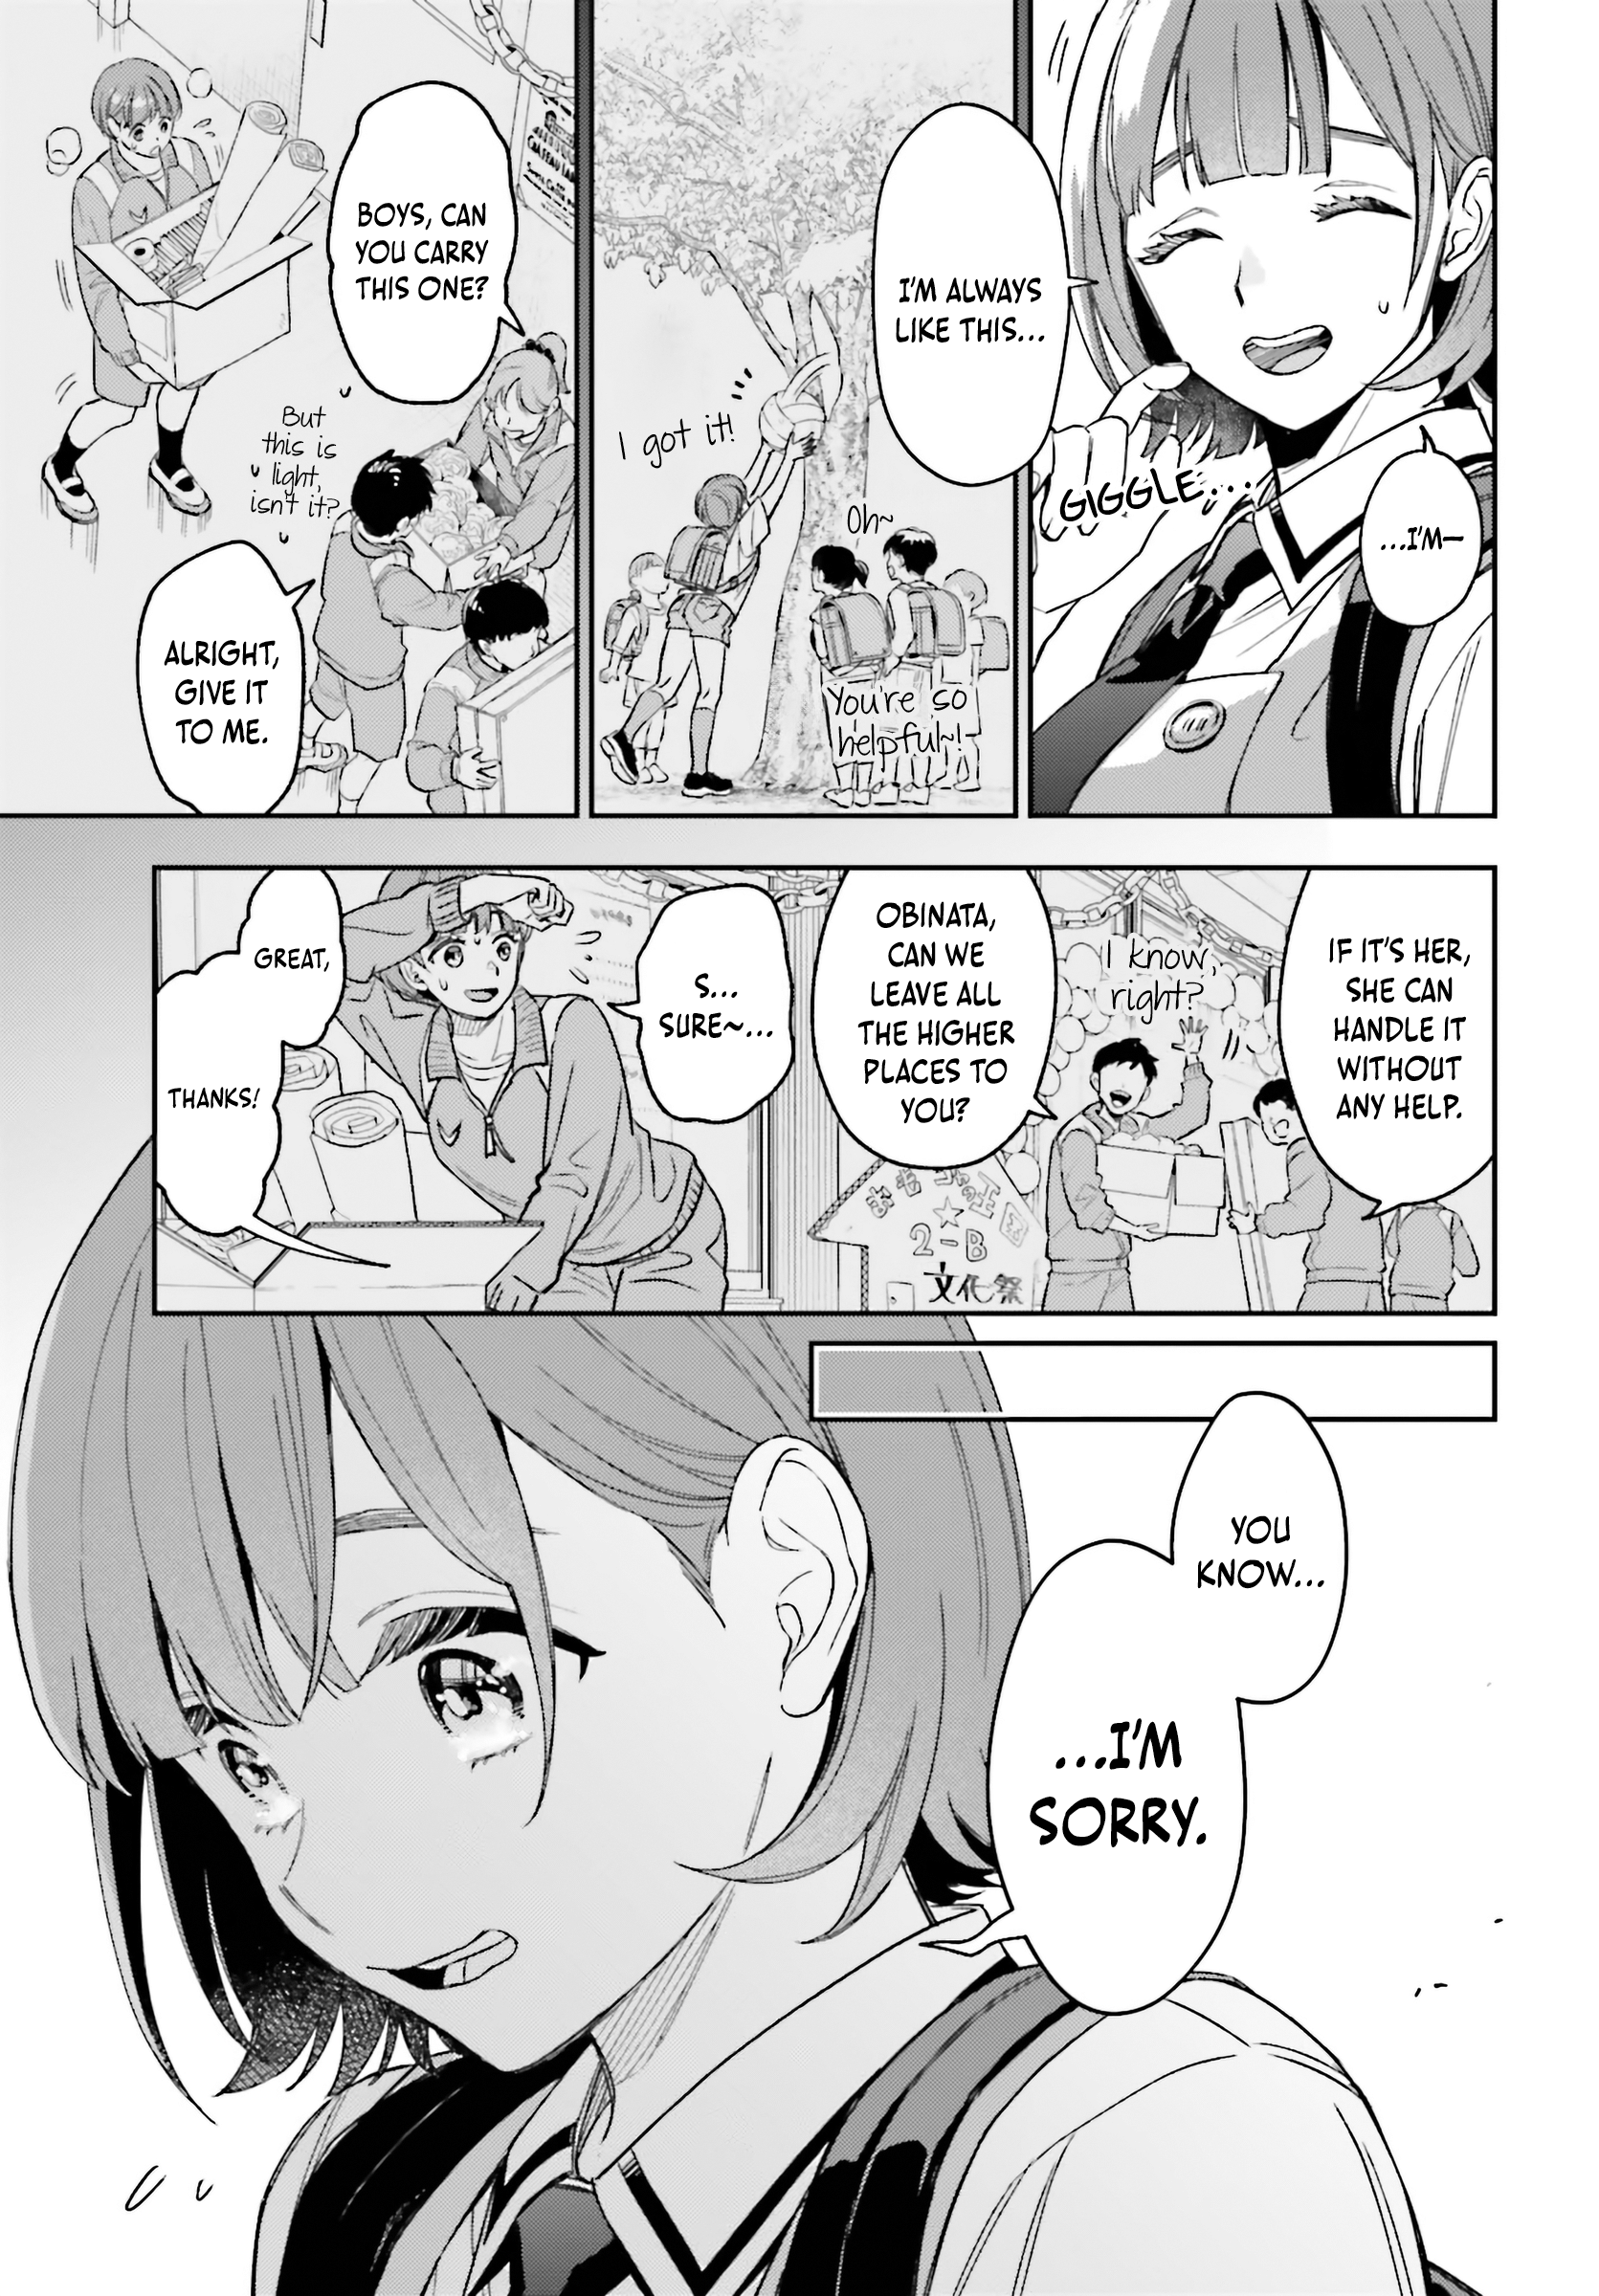 …I'M—
GIGGLE...
I'M ALWAYS
LIKE THIS...
I got it!
Oh~
You're so
helpful~!
BOYS, CAN
YOU CARRY
THIS ONE?
But
this is
light,
isn't it?
ALRIGHT,
GIVE IT
TO ME.
IF IT'S HER,
SHE CAN
HANDLE IT
WITHOUT
ANY HELP.
I know,
right?
OBINATA,
CAN WE
LEAVE ALL
THE HIGHER
PLACES TO
YOU?
2-B
文化祭
S...
SURE~...
GREAT,
THANKS!
YOU
KNOW...
...I'M
SORRY.